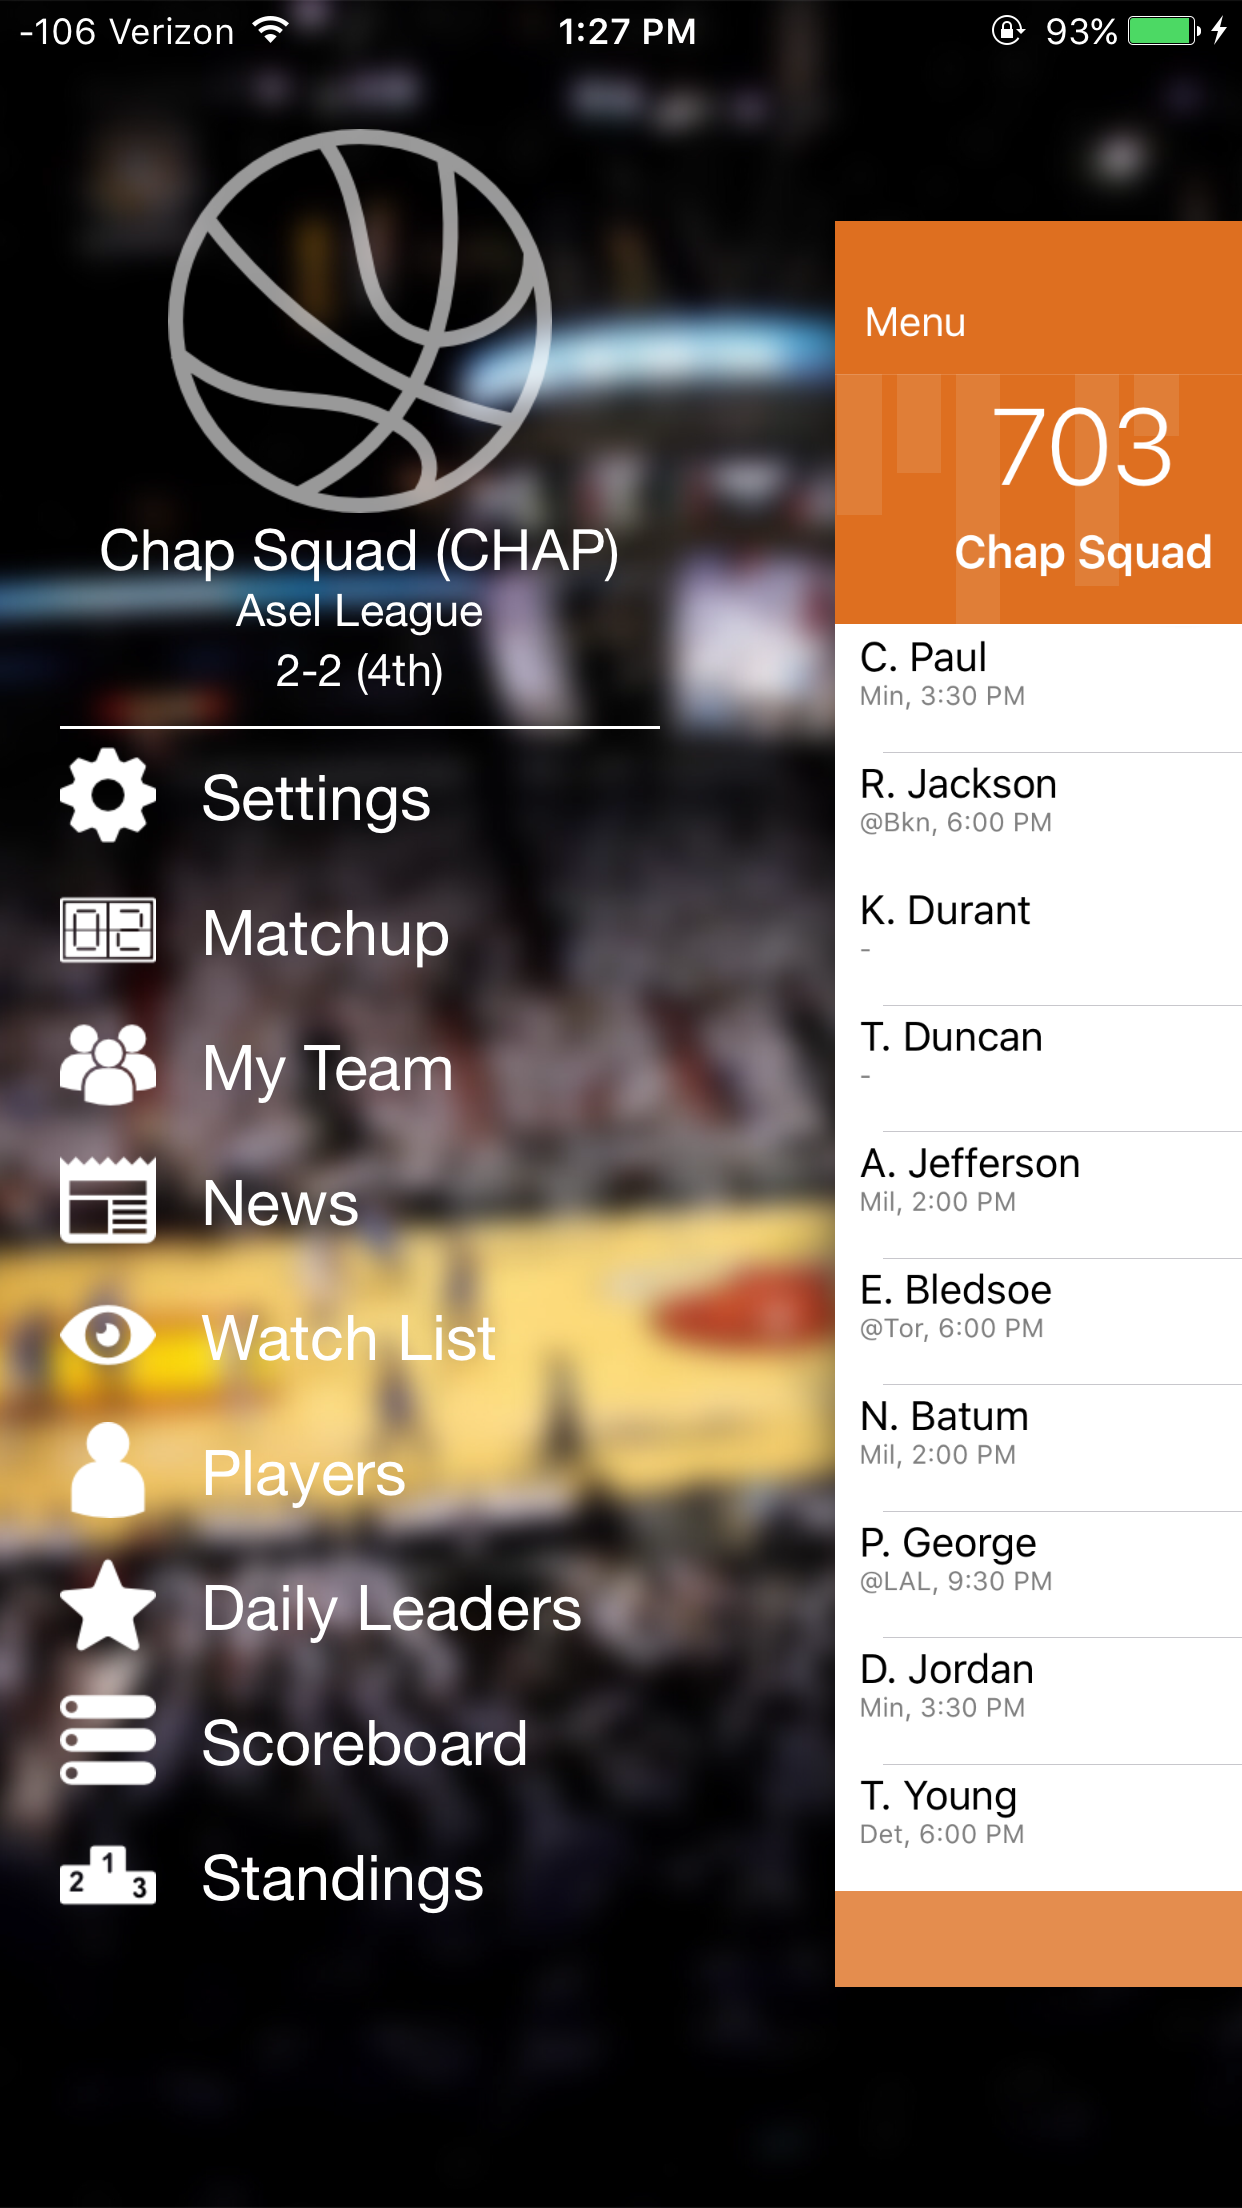 -106 Verizon 1:27 PM 93%
Chap Squad (CHAP)
Asel League
2-2 (4th)
Settings
02
Matchup
My Team
News
Watch List
Players
Daily Leaders
Scoreboard
2 1 3
Standings
Menu
703
Chap Squad
C. Paul
Min, 3:30 PM
R. Jackson
@Bkn, 6:00 PM
K. Durant
-
T. Duncan
-
A. Jefferson
Mil, 2:00 PM
E. Bledsoe
@Tor, 6:00 PM
N. Batum
Mil, 2:00 PM
P. George
@LAL, 9:30 PM
D. Jordan
Min, 3:30 PM
T. Young
Det, 6:00 PM